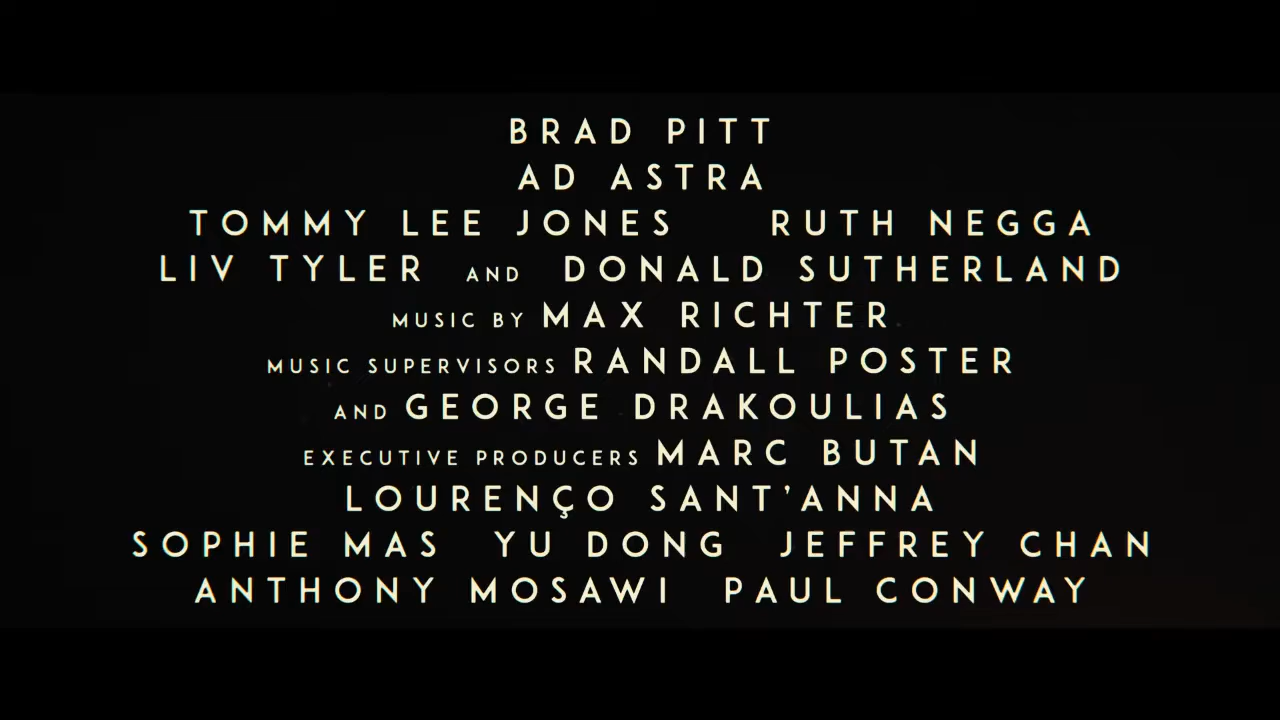 BRAD PITT
AD ASTRA
TOMMY LEE JONES RUTH NEGGA
LIV TYLER AND DONALD SUTHERLAND
MUSIC BY MAX RICHTER
MUSIC SUPERVISORS RANDALL POSTER
AND GEORGE DRAKOULIAS
EXECUTIVE PRODUCERS MARC BUTAN
LOURENÇO SANT'ANNA
SOPHIE MAS YU DONG JEFFREY CHAN
ANTHONY MOSAWI PAUL CONWAY